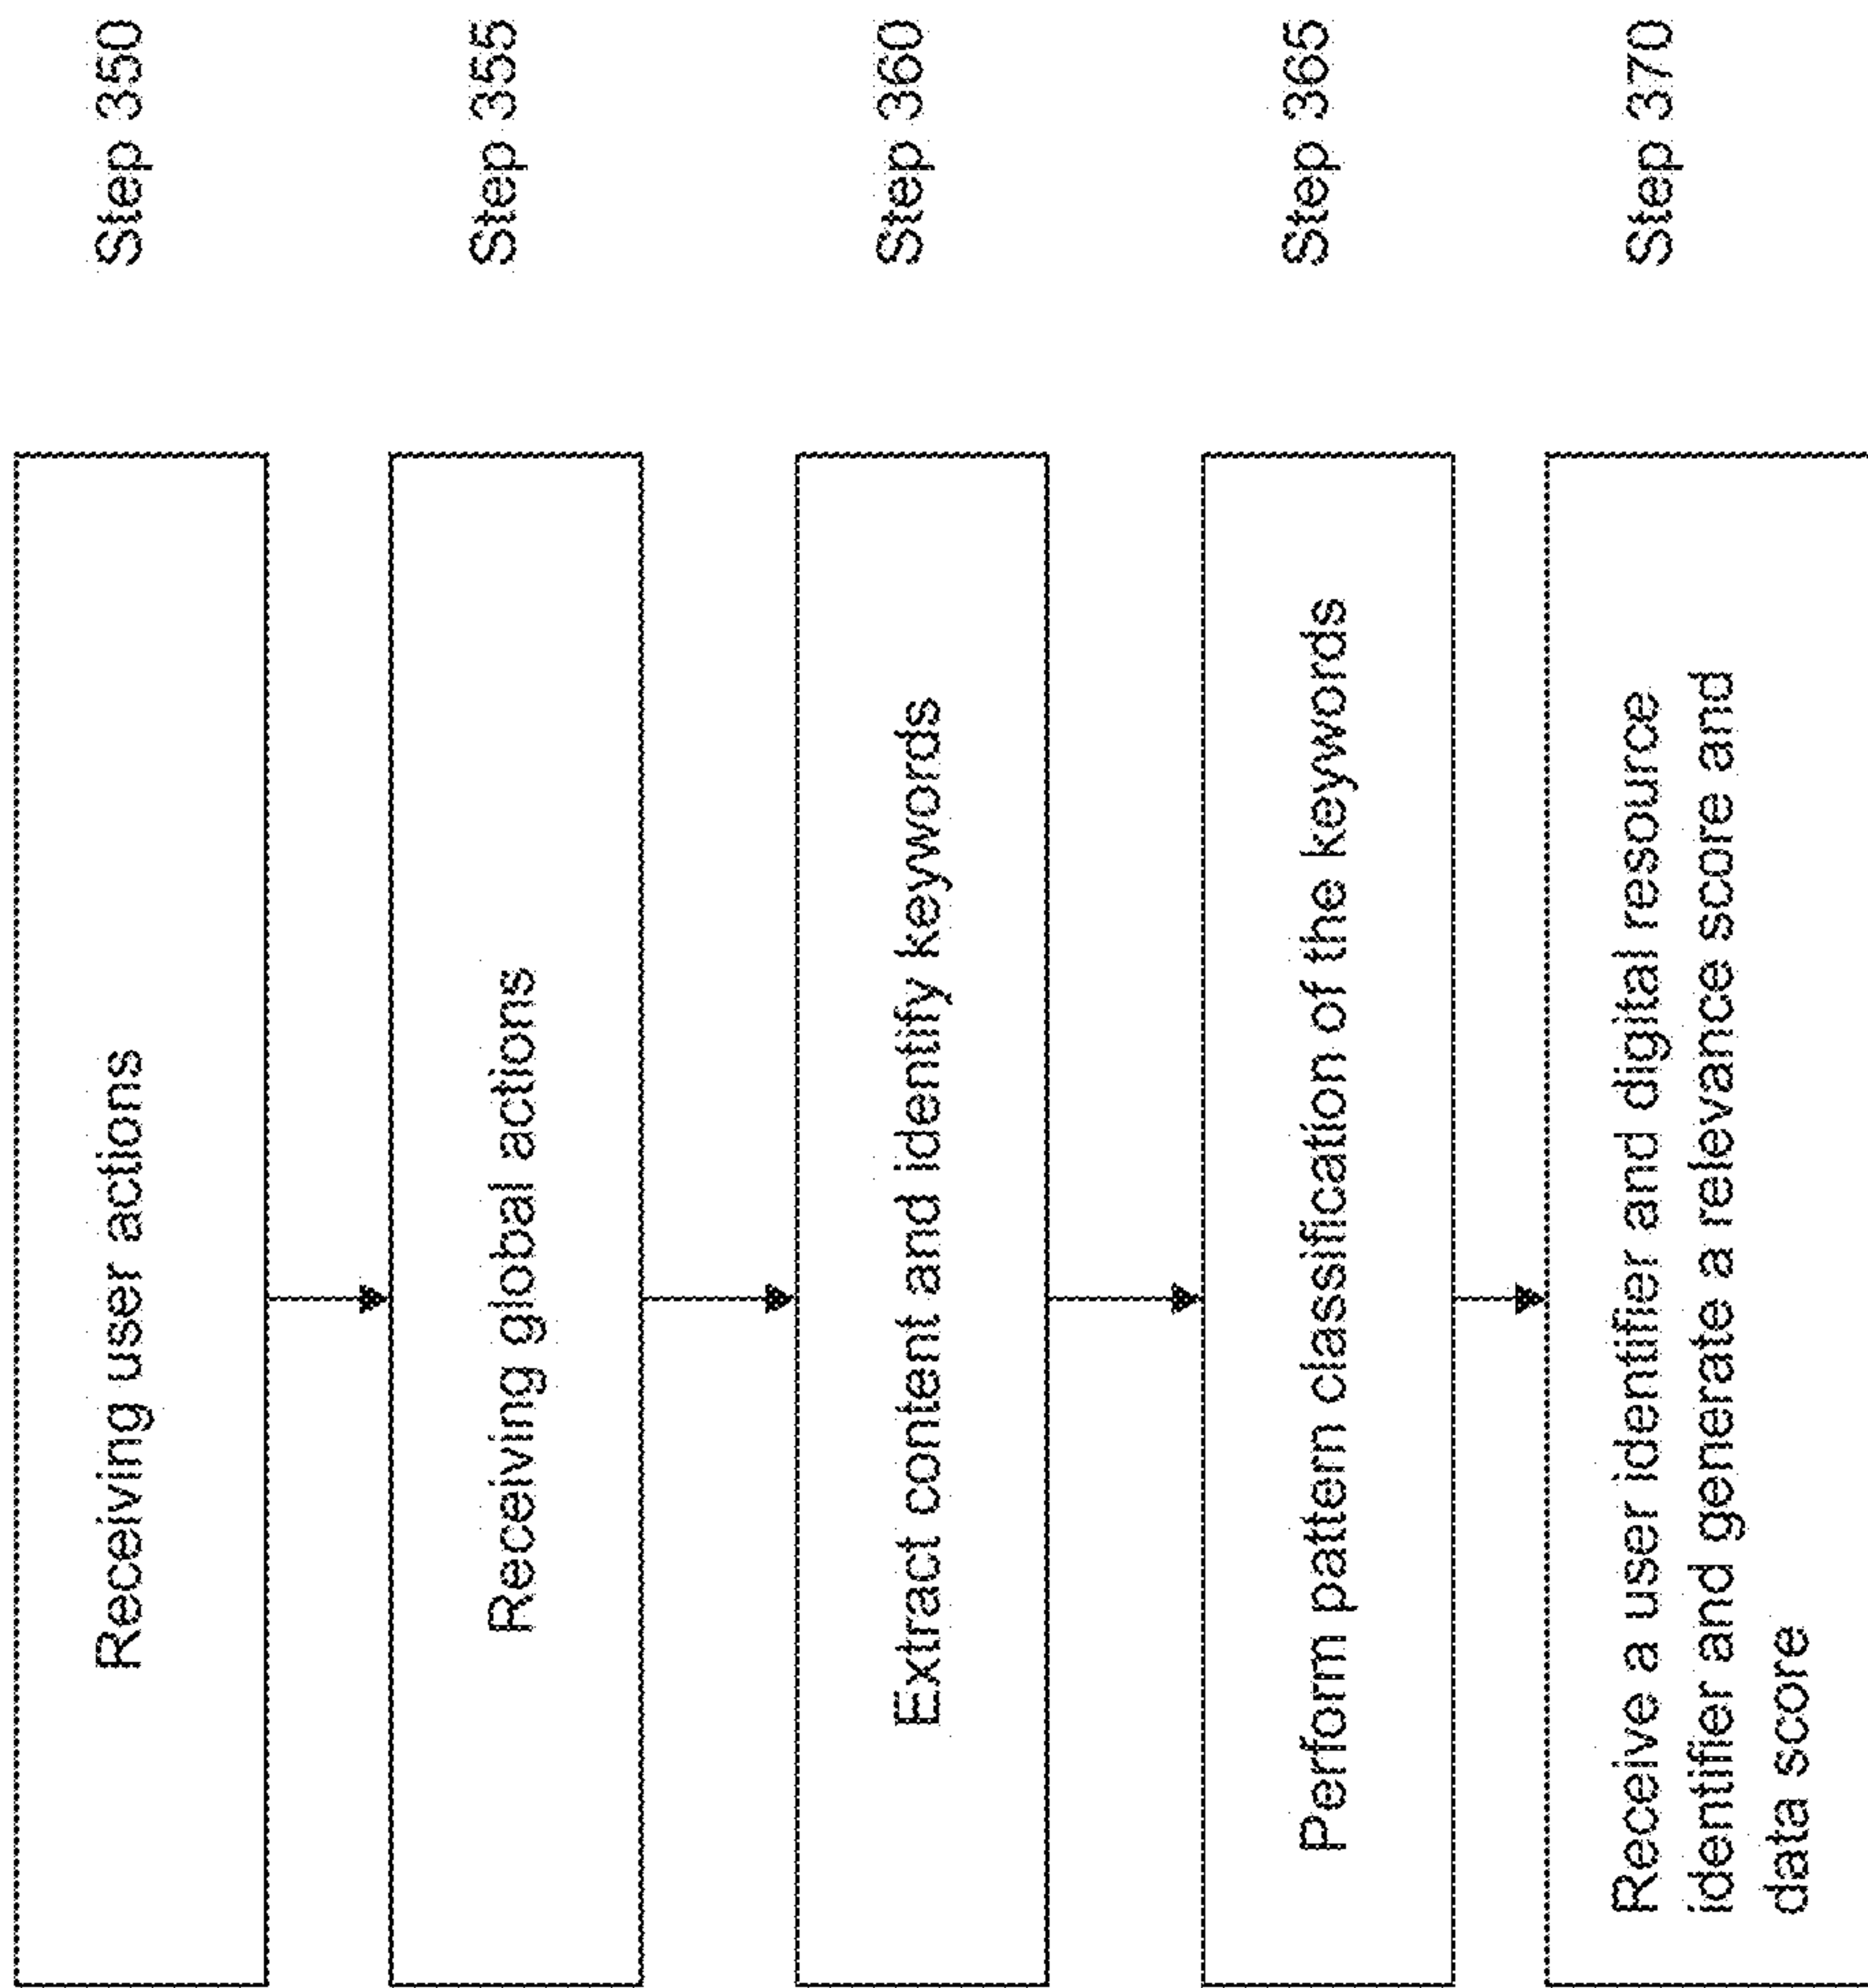 Receiving user actions
Step 350
Receiving global actions
Step 355
Extract content and identify keywords
Step 360
Perform pattern classification of the keywords
Step 365
Receive a user identifier and digital resource
identifier and generate a relevance score and
data score
Step 370